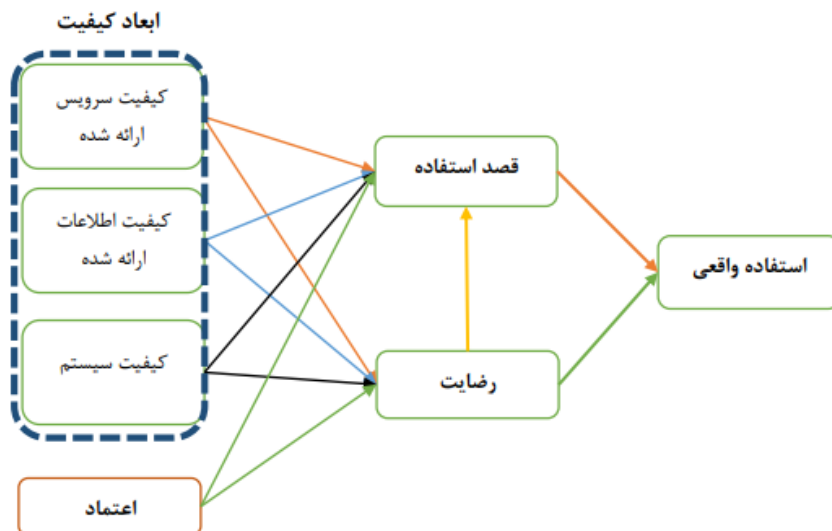 ابعاد کیفیت
کیفیت سرویس
ارائه شده
کیفیت اطلاعات
ارائه شده
کیفیت سیستم
اعتماد
قصد استفاده
رضایت
استفاده واقعی